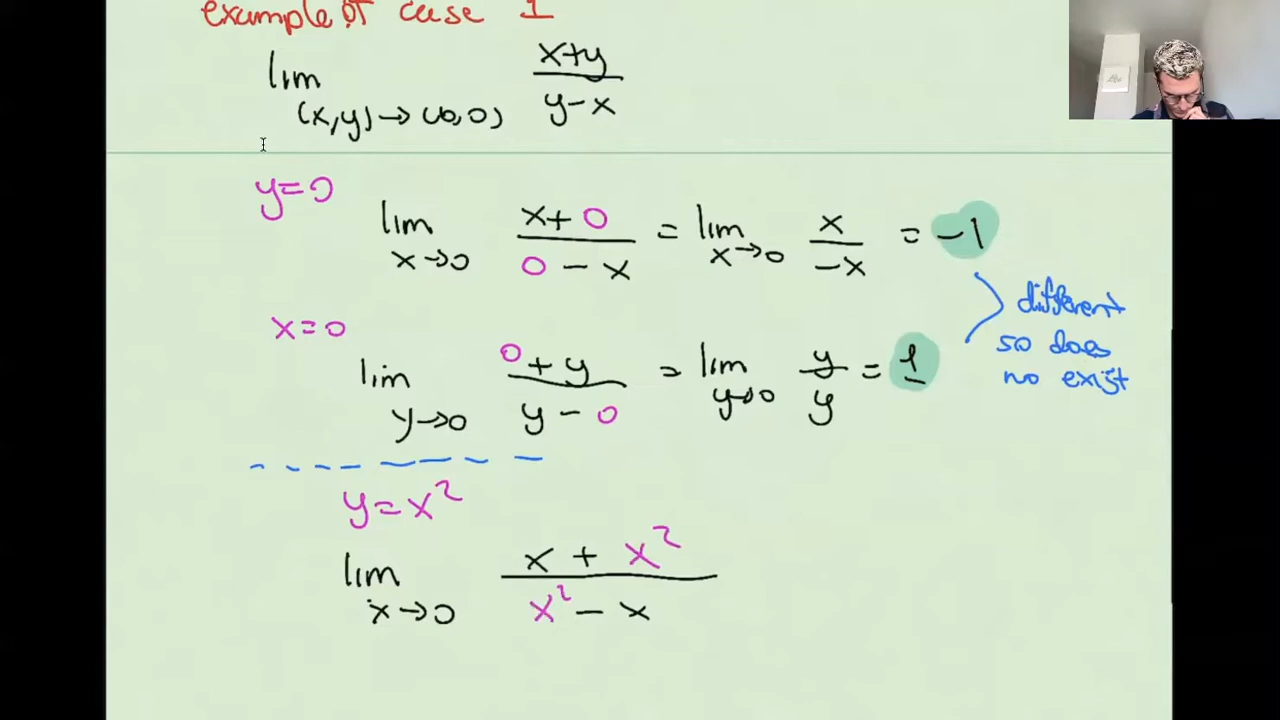 example of case 1
lim (x,y)→(0,0) x+y / y-x
y=0
lim x→0 x+0 / 0-x = lim x→0 x / -x = -1
different
so does
no exist
x=0
lim y→0 0+y / y-0 = lim y→0 y / y = 1
y=x²
lim x→0 x+x² / x²-x